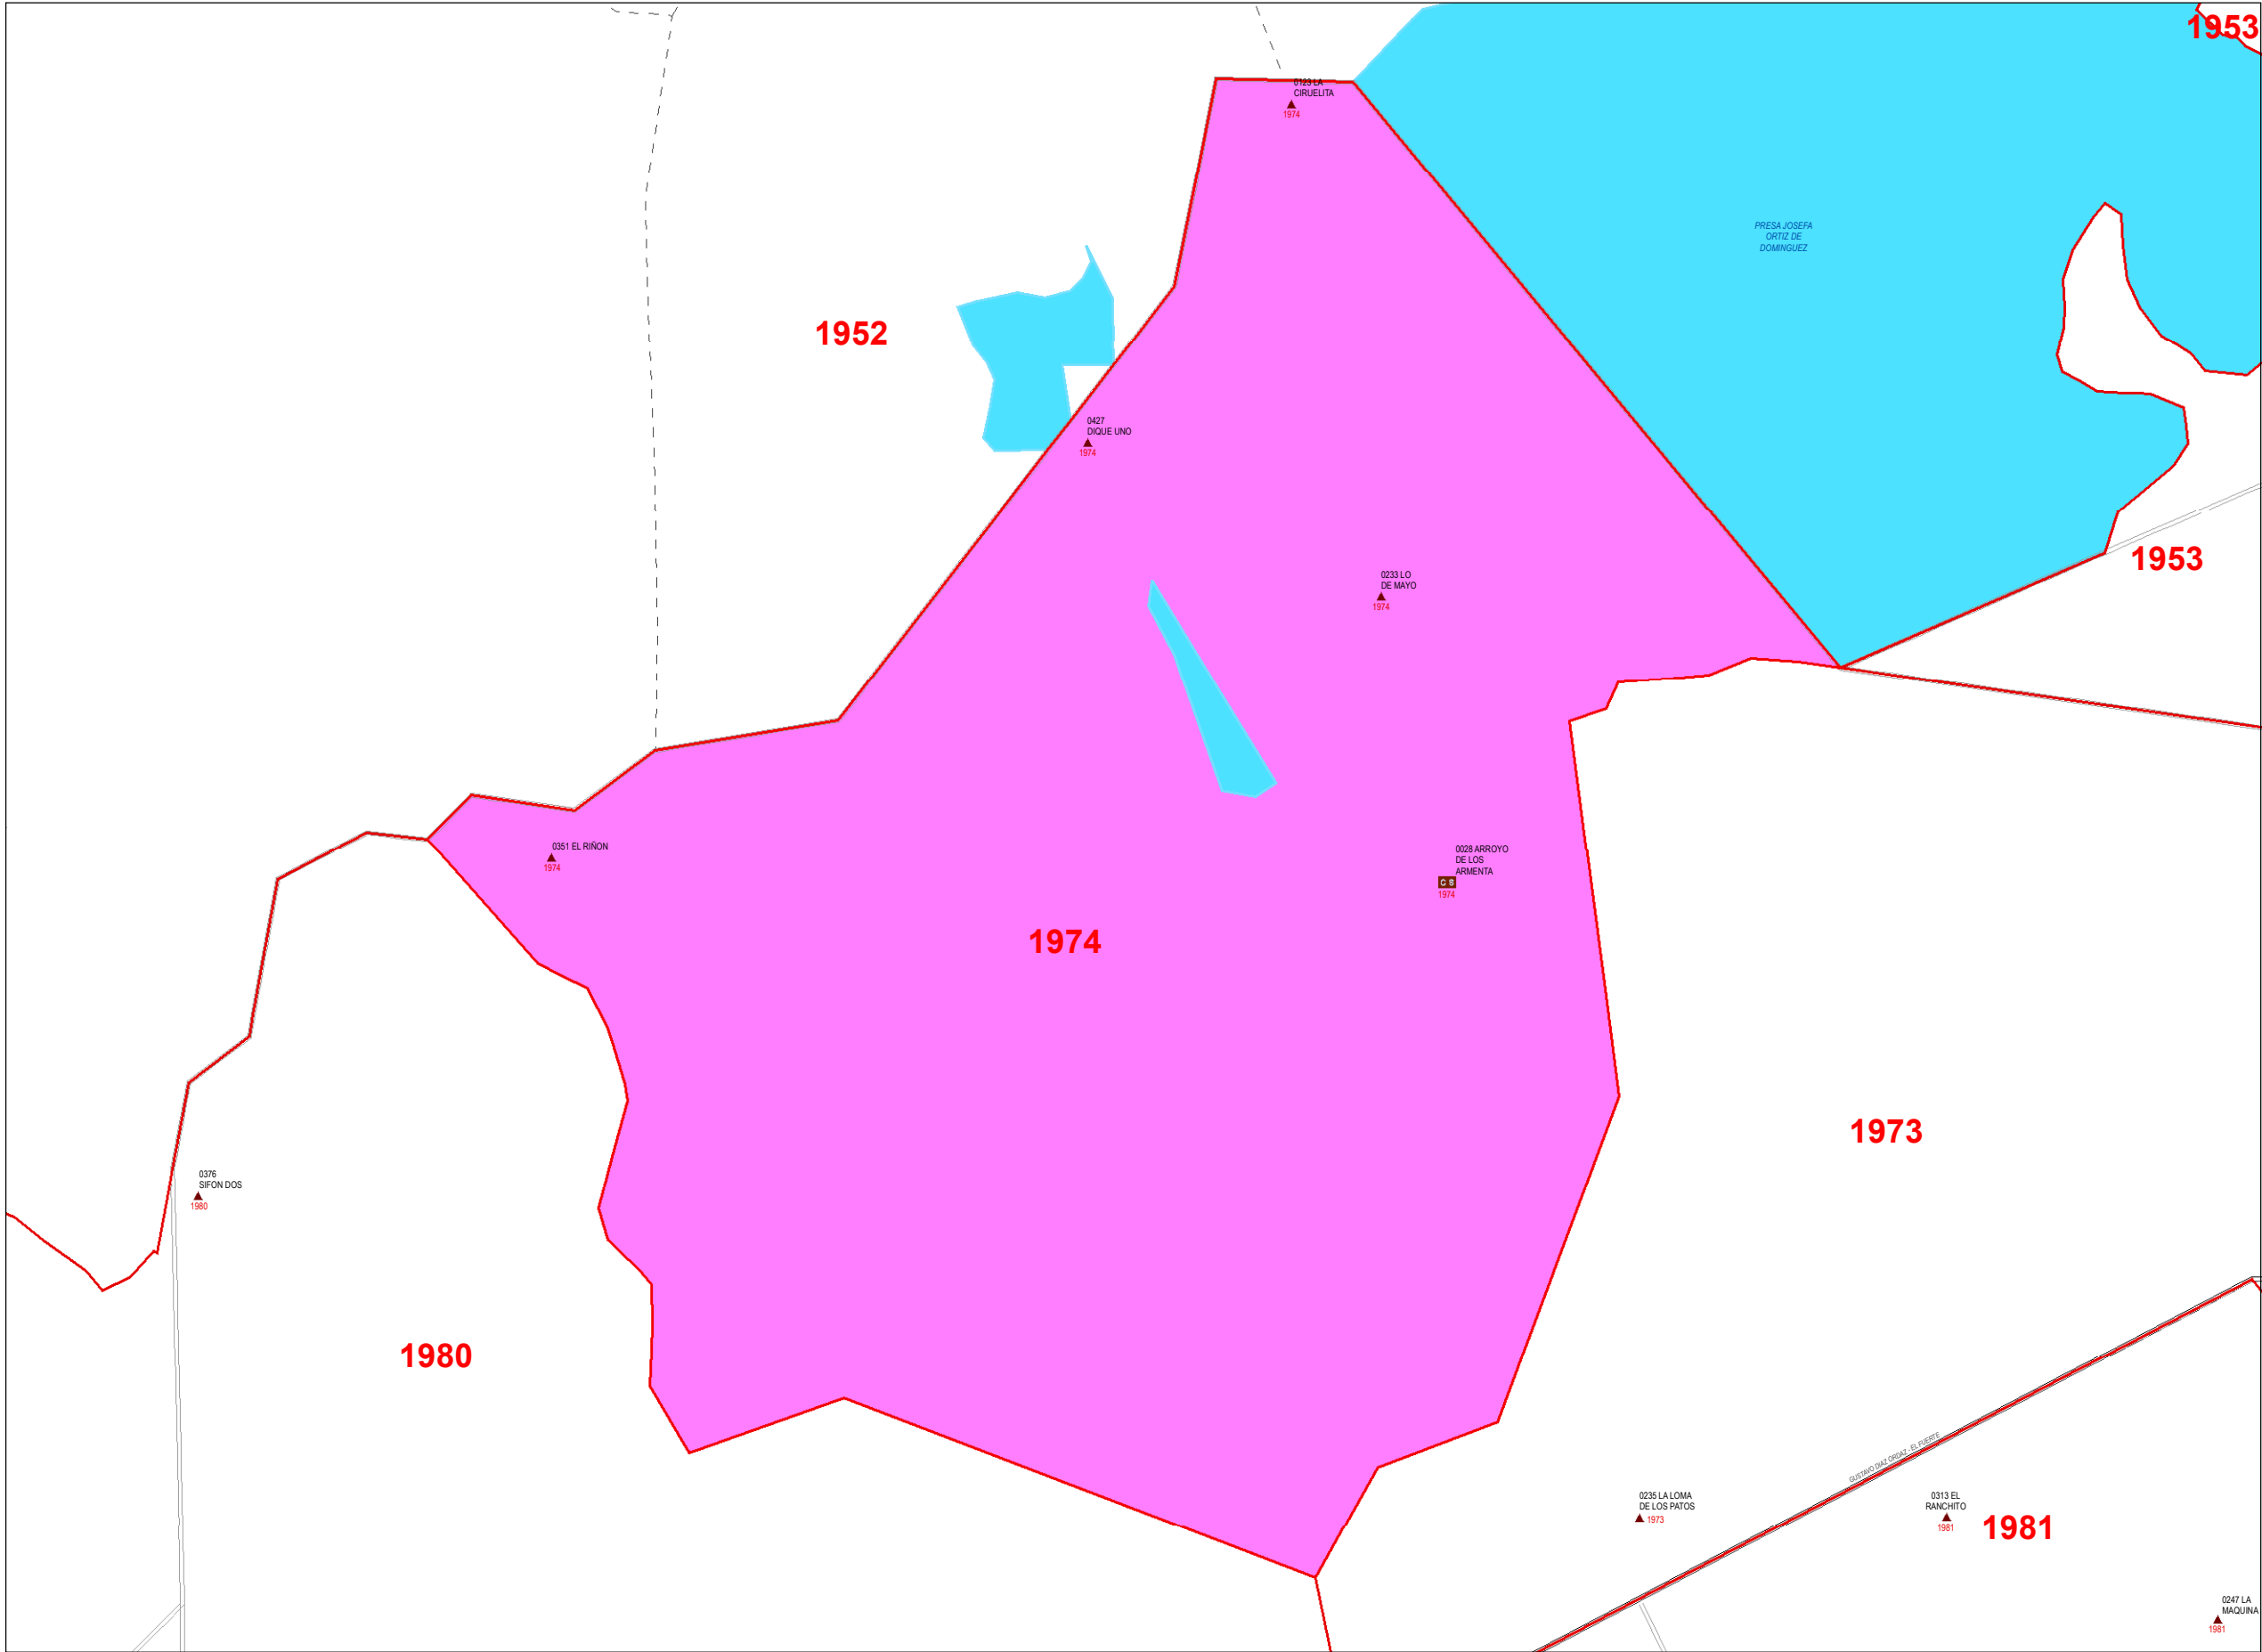 1953
0123 LA
CIRUELITA
1974
PRESA JOSEFA
ORTIZ DE
DOMINGUEZ
1952
0427
DIQUE UNO
1974
1953
0233 LO
DE MAYO
1974
0351 EL RIÑON
1974
0028 ARROYO
DE LOS
ARMENTA
C S
1974
1974
1973
0376
SIFON DOS
1980
1980
GUSTAVO DIAZ ORDAZ - EL FUERTE
0235 LA LOMA
DE LOS PATOS
1973
0313 EL
RANCHITO
1981
1981
0247 LA
MAQUINA
1981